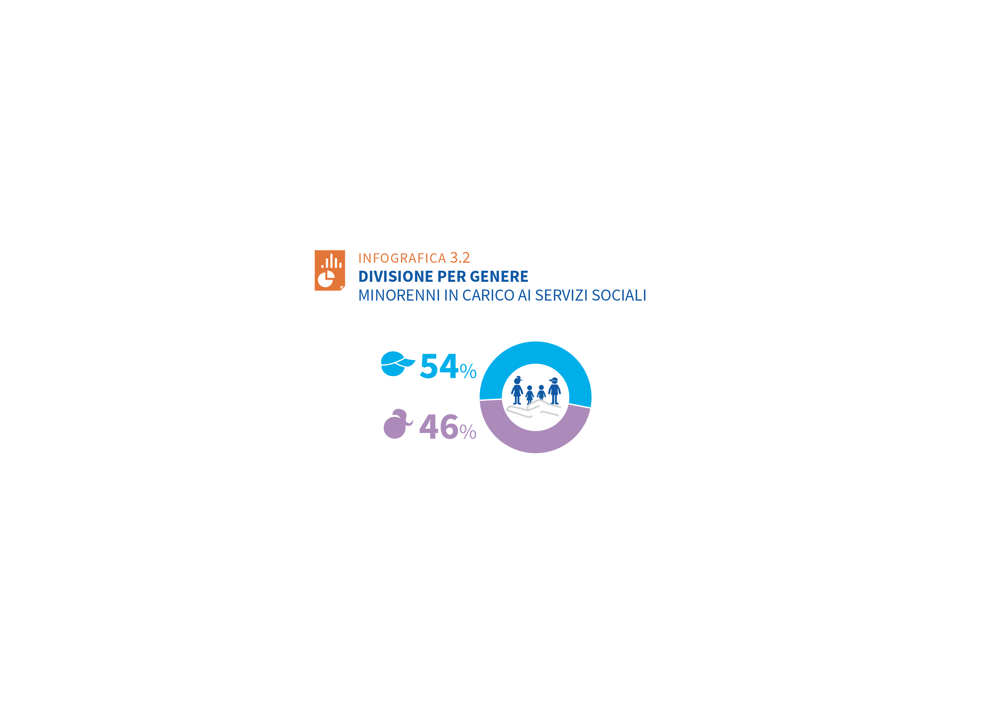 INFOGRAFICA 3.2
DIVISIONE PER GENERE
MINORENNI IN CARICO AI SERVIZI SOCIALI
54%
46%